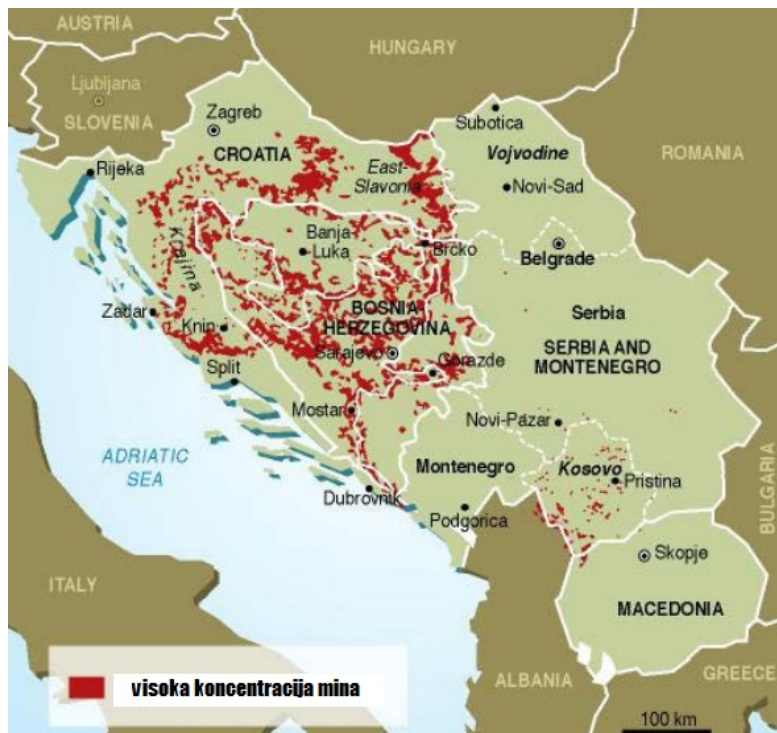 AUSTRIA
HUNGARY
Ljubljana
SLOVENIA
Zagreb
CROATIA
Subotica
Vojvodine
ROMANIA
Rijeka
East-
Slavonia
Novi-Sad
Banja-
Luka
Brčko
Belgrade
Krajina
BOSNIA
HERZEGOVINA
Serbia
Zadar
Knin
Sarajevo
SERBIA AND
MONTENEGRO
Gorazde
Split
Mostar
Novi-Pazar
ADRIATIC
SEA
Montenegro
Kosovo
Pristina
BULGARIA
Dubrovnik
Podgorica
Skopje
ITALY
MACEDONIA
visoka koncentracija mina
ALBANIA
GREECE
100 km